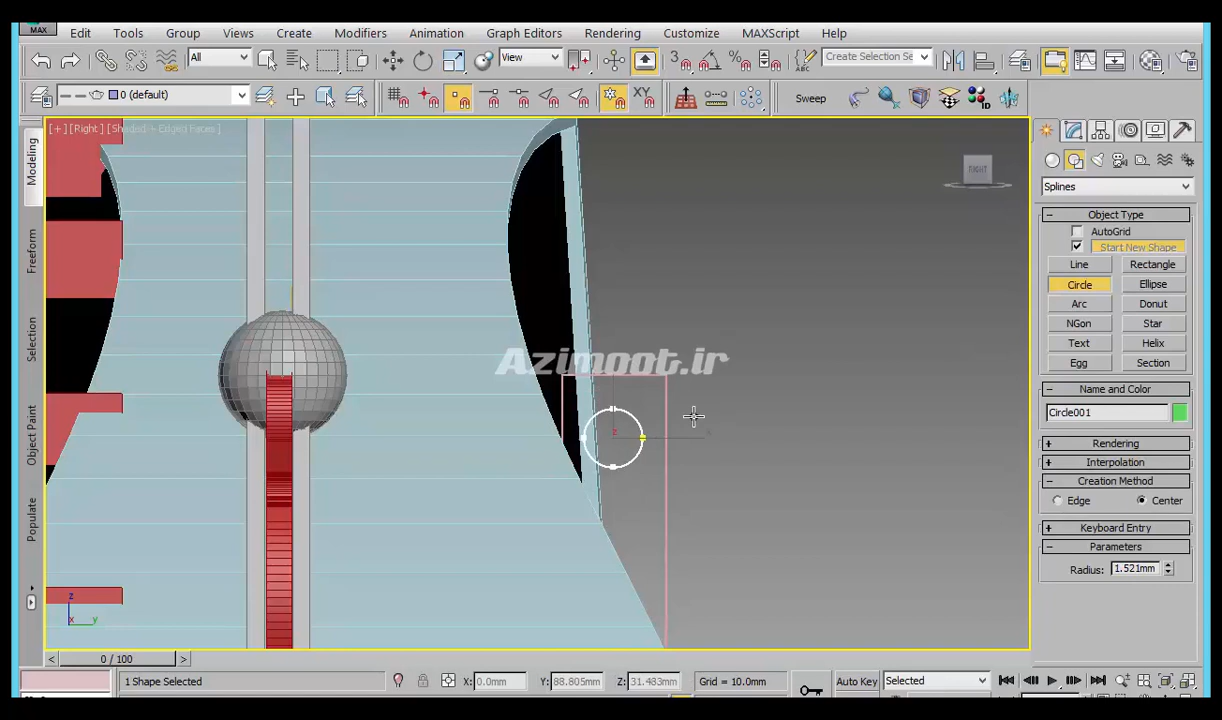 MAX
Edit Tools Group Views Create Modifiers Animation Graph Editors Rendering Customize MAXScript Help
All View Create Selection Se
0 (default) XY Sweep
[+] [Right] [Shaded + Edged Faces]
RIGHT
Modeling
Freeform
Selection
Object Paint
Populate
Azimoot.ir
z
x y
Splines
Object Type
AutoGrid
Start New Shape
Line Rectangle
Circle Ellipse
Arc Donut
NGon Star
Text Helix
Egg Section
Name and Color
Circle001
Rendering
Interpolation
Creation Method
Edge Center
Keyboard Entry
Parameters
Radius: 1.521mm
< 0 / 100 >
1 Shape Selected X: 0.0mm Y: 88.805mm Z: 31.483mm Grid = 10.0mm Auto Key Selected